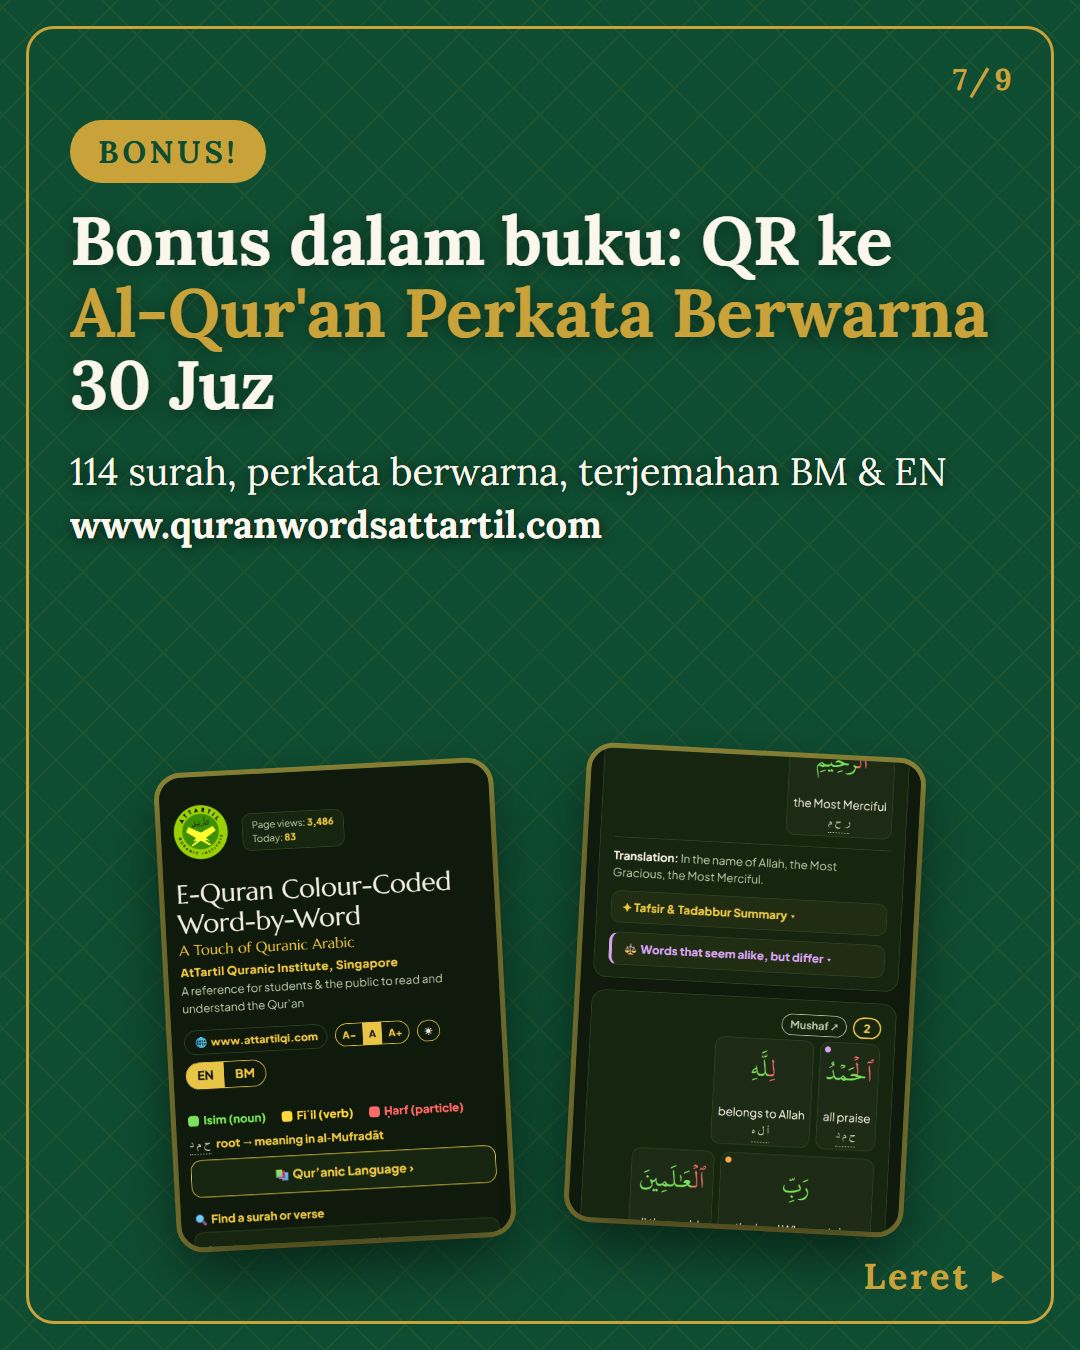 7/9
BONUS!
Bonus dalam buku: QR ke
Al-Qur'an Perkata Berwarna
30 Juz
114 surah, perkata berwarna, terjemahan BM & EN
www.quranwordsattartil.com
ATTARTIL
Page views: 3,486
Today: 83
E-Quran Colour-Coded
Word-by-Word
A Touch of Quranic Arabic
AtTartil Quranic Institute, Singapore
A reference for students & the public to read and
understand the Qur'an
www.attartilqi.com A- A A+
EN BM
Isim (noun) Fi'il (verb) Ḥarf (particle)
ح م د root → meaning in al-Mufradāt
Qur'anic Language ›
Find a surah or verse
ٱلرَّحِيمِ
the Most Merciful
ر ح م
Translation: In the name of Allah, the Most
Gracious, the Most Merciful.
Tafsir & Tadabbur Summary
Words that seem alike, but differ
Mushaf ↗ 2
ٱلْحَمْدُ لِلَّهِ
all praise belongs to Allah
ح م د ا ل ه
رَبِّ ٱلْعَـٰلَمِينَ
Leret